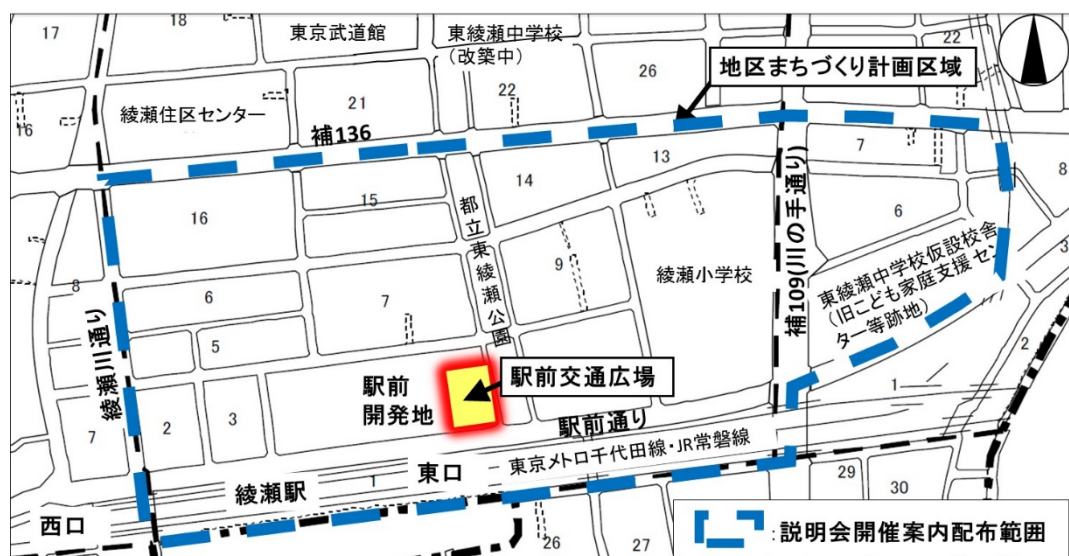 17
18
東京武道館
東綾瀬中学校
(改築中)
22
地区まちづくり計画区域
26
21
22
16
綾瀬住区センター
補136
13
7
8
14
15
16
都立東綾瀬公園
6
綾瀬小学校
補109(川の手通り)
東綾瀬中学校仮設校舎
(旧こども家庭支援セン
ター等跡地)
3
9
8
6
7
綾瀬川通り
5
2
駅前
開発地
駅前交通広場
1
7
2
3
駅前通り
東京メトロ千代田線・JR常磐線
東口
綾瀬駅
1
西口
29
30
26
27
:説明会開催案内配布範囲